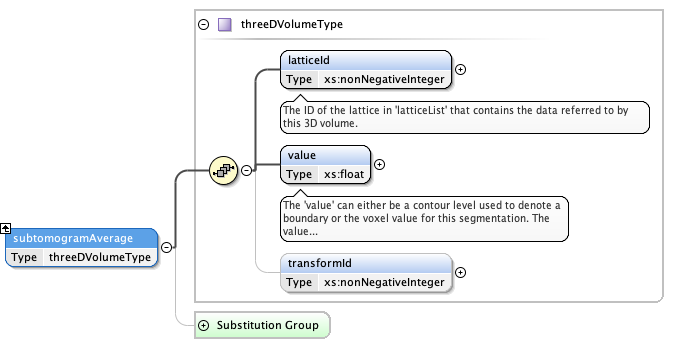 threeDVolumeType
latticeId
Type xs:nonNegativeInteger
The ID of the lattice in 'latticeList' that contains the data referred to by
this 3D volume.
value
Type xs:float
The 'value' can either be a contour level used to denote a
boundary or the voxel value for this segmentation. The
value...
subtomogramAverage
Type threeDVolumeType
transformId
Type xs:nonNegativeInteger
Substitution Group